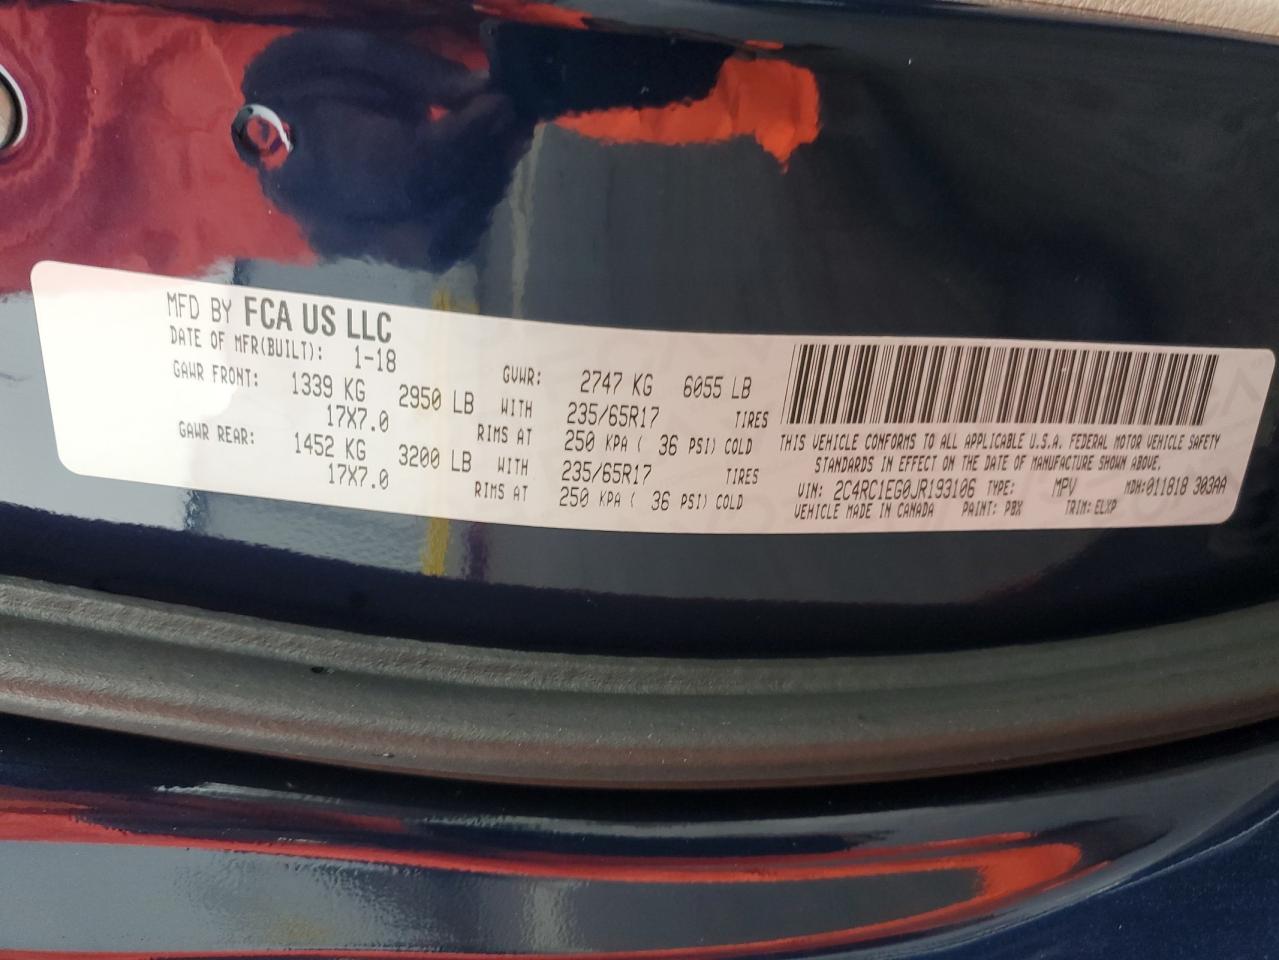 MFD BY FCA US LLC
DATE OF MFR(BUILT): 1-18
GVWR: 2747 KG 6055 LB
GAWR FRONT: 1339 KG 2950 LB WITH 235/65R17 TIRES
17X7.0 RIMS AT 250 KPA ( 36 PSI) COLD
GAWR REAR: 1452 KG 3200 LB WITH 235/65R17 TIRES
17X7.0 RIMS AT 250 KPA ( 36 PSI) COLD
THIS VEHICLE CONFORMS TO ALL APPLICABLE U.S.A. FEDERAL MOTOR VEHICLE SAFETY
STANDARDS IN EFFECT ON THE DATE OF MANUFACTURE SHOWN ABOVE.
VIN: 2C4RC1EG0JR193106 TYPE: MPV MDH:011818 303AA
VEHICLE MADE IN CANADA PAINT: PBX TRIM: ELXP